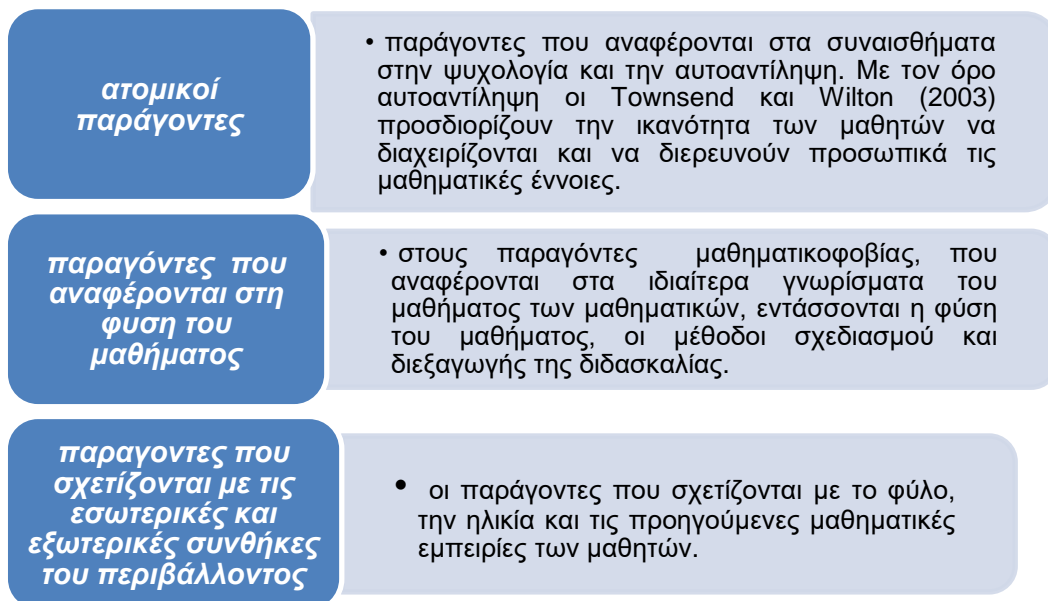 ατομικοί
παράγοντες
• παράγοντες που αναφέρονται στα συναισθήματα
στην ψυχολογία και την αυτοαντίληψη. Με τον όρο
αυτοαντίληψη οι Townsend και Wilton (2003)
προσδιορίζουν την ικανότητα των μαθητών να
διαχειρίζονται και να διερευνούν προσωπικά τις
μαθηματικές έννοιες.
παραγόντες που
αναφέρονται στη
φυση του
μαθήματος
• στους παραγόντες μαθηματικοφοβίας, που
αναφέρονται στα ιδιαίτερα γνωρίσματα του
μαθήματος των μαθηματικών, εντάσσονται η φύση
του μαθήματος, οι μέθοδοι σχεδιασμού και
διεξαγωγής της διδασκαλίας.
παραγοντες που
σχετίζονται με τις
εσωτερικές και
εξωτερικές συνθήκες
του περιβάλλοντος
• οι παράγοντες που σχετίζονται με το φύλο,
την ηλικία και τις προηγούμενες μαθηματικές
εμπειρίες των μαθητών.